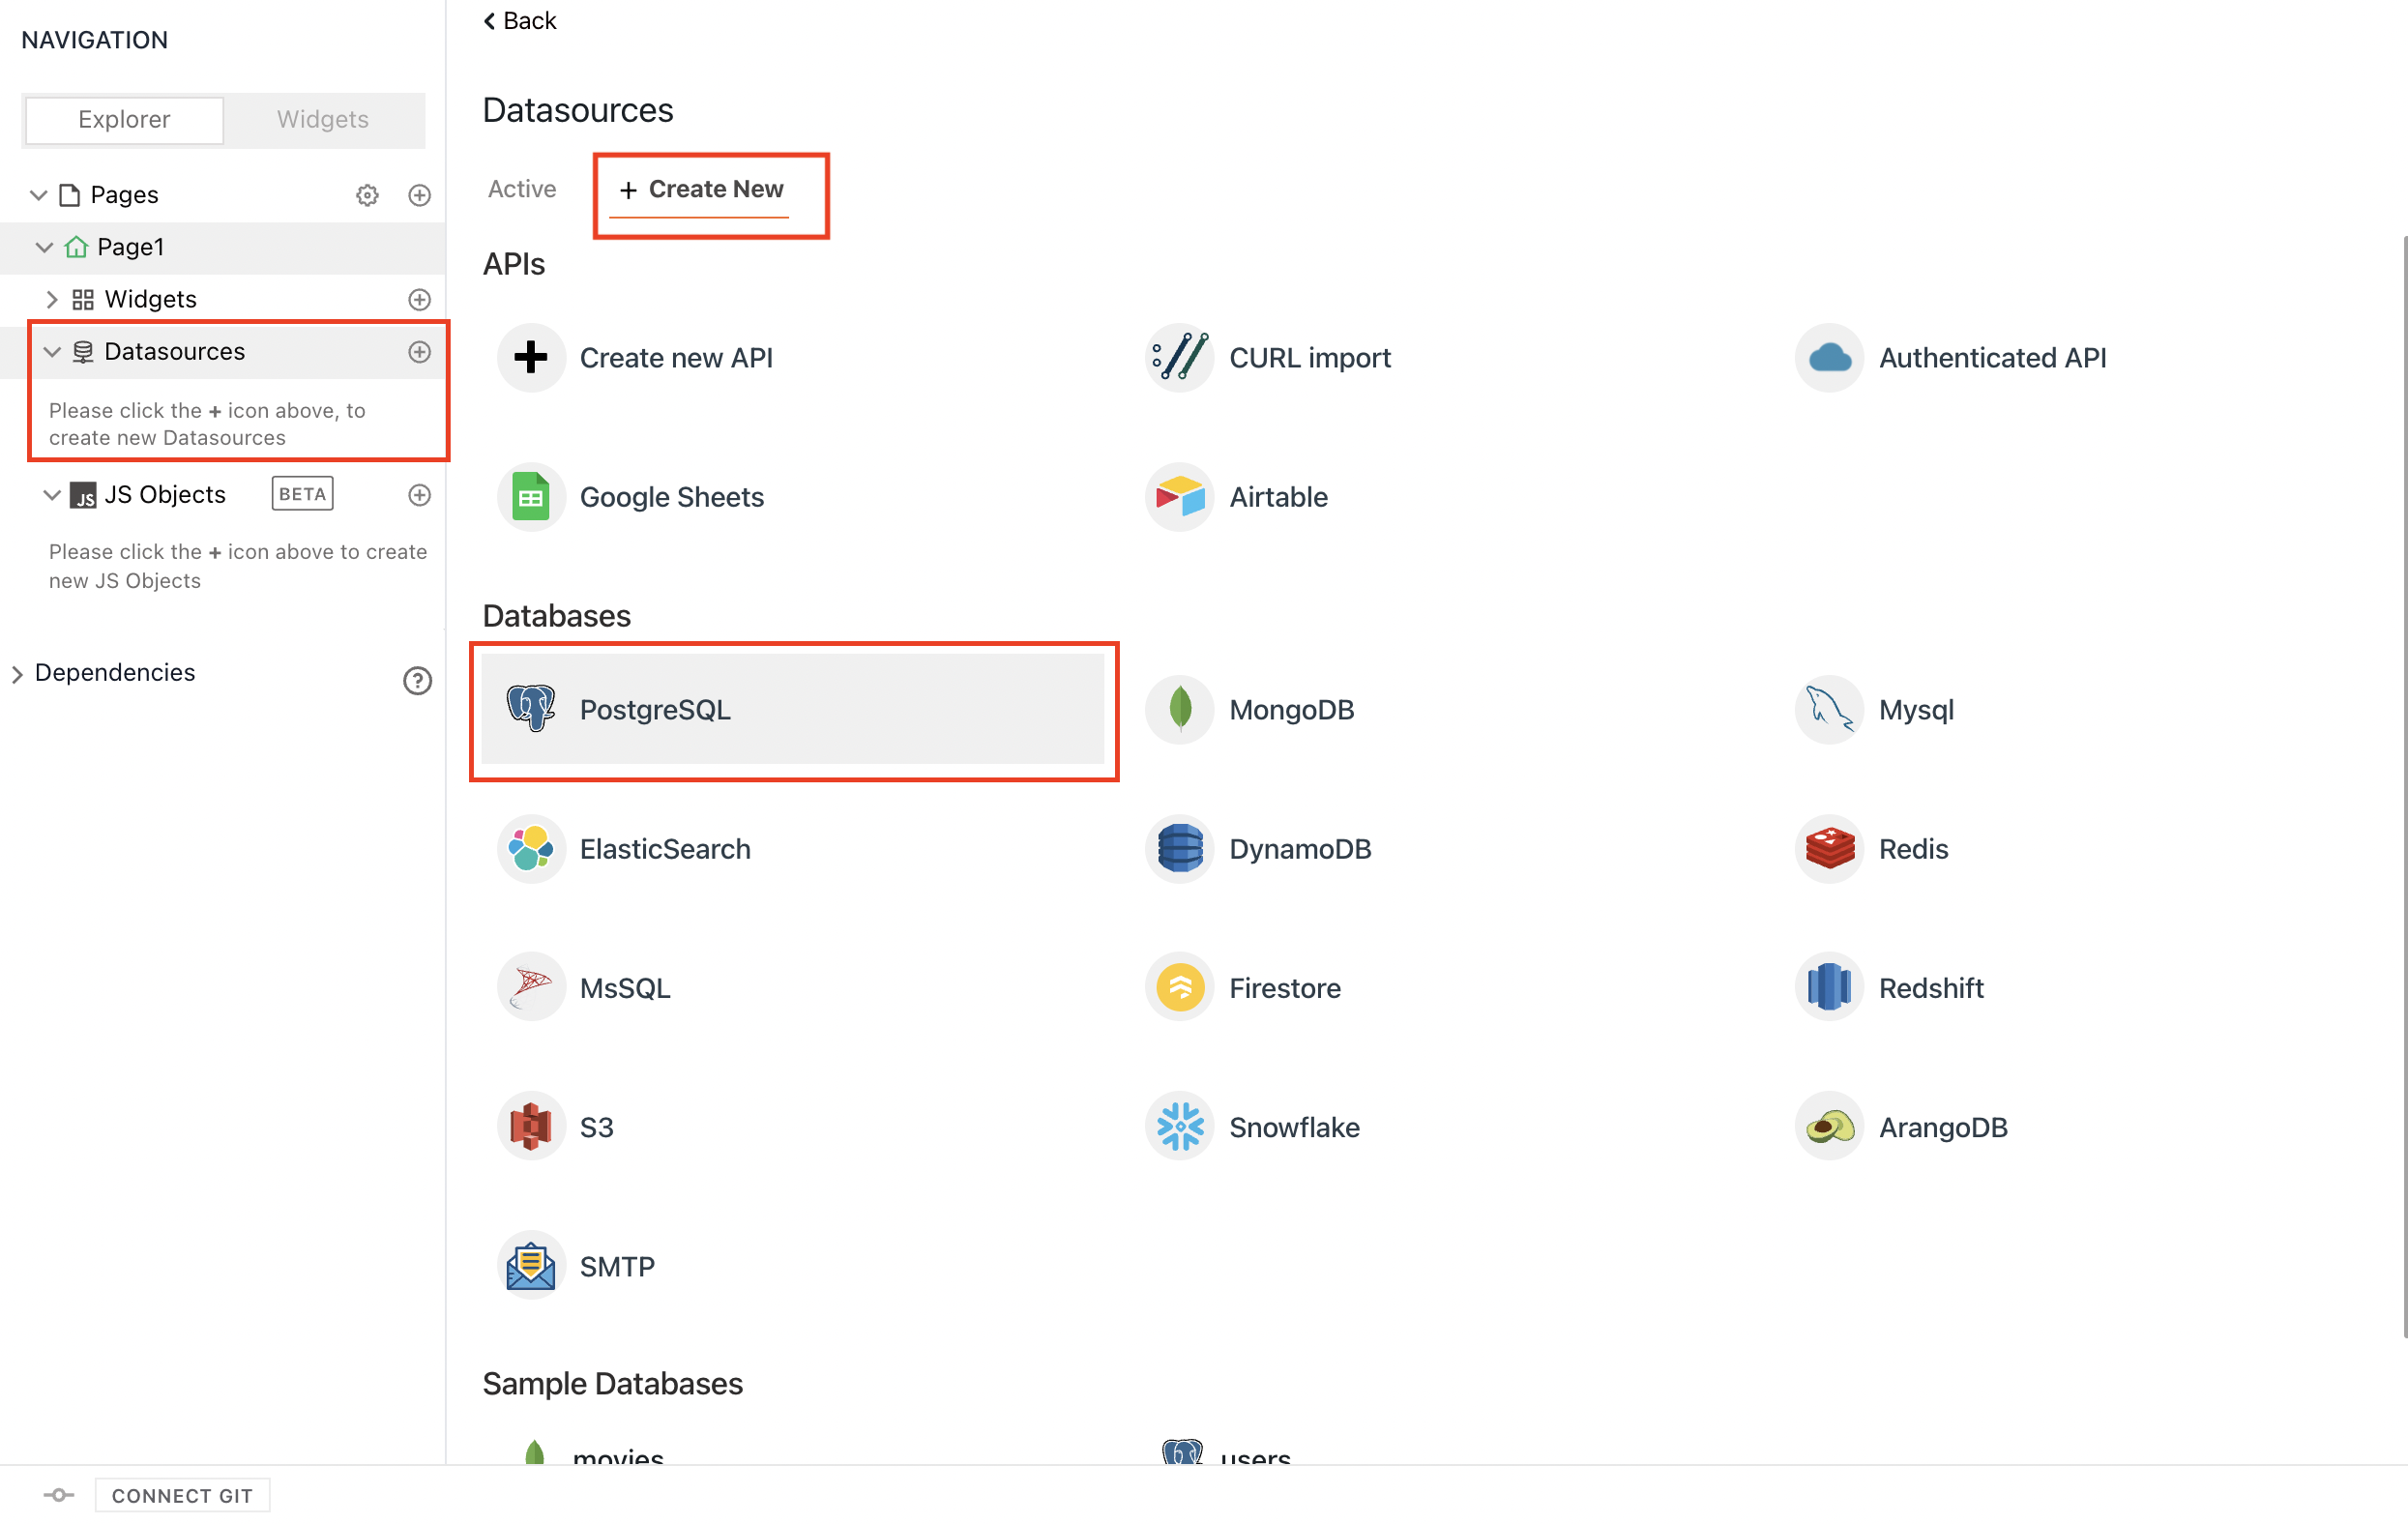 NAVIGATION
Explorer
Widgets
Pages
Page1
Widgets
Datasources
Please click the + icon above, to
create new Datasources
JS Objects
BETA
Please click the + icon above to create
new JS Objects
Dependencies
?
CONNECT GIT
Back
Datasources
Active
+ Create New
APIs
Create new API
CURL import
Authenticated API
Google Sheets
Airtable
Databases
PostgreSQL
MongoDB
Mysql
ElasticSearch
DynamoDB
Redis
MsSQL
Firestore
Redshift
S3
Snowflake
ArangoDB
SMTP
Sample Databases
movies
users